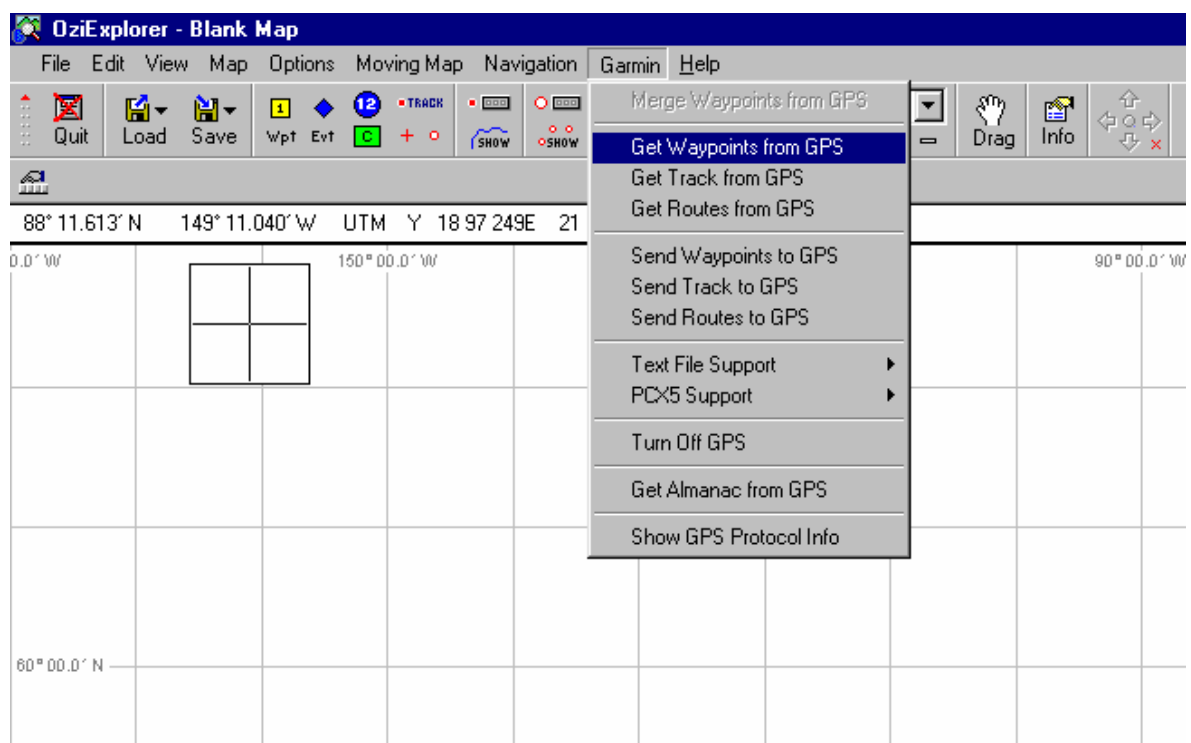 OziExplorer - Blank Map
File Edit View Map Options Moving Map Navigation Garmin Help
Quit Load Save 1 Wpt Evt 12 C TRACK SHOW SHOW Drag Info
88° 11.613´ N 149° 11.040´ W UTM Y 18 97 249E 21
0.0´ W 150° 00.0´ W 90° 00.0´ W
Merge Waypoints from GPS
Get Waypoints from GPS
Get Track from GPS
Get Routes from GPS
Send Waypoints to GPS
Send Track to GPS
Send Routes to GPS
Text File Support
PCX5 Support
Turn Off GPS
Get Almanac from GPS
Show GPS Protocol Info
60° 00.0´ N